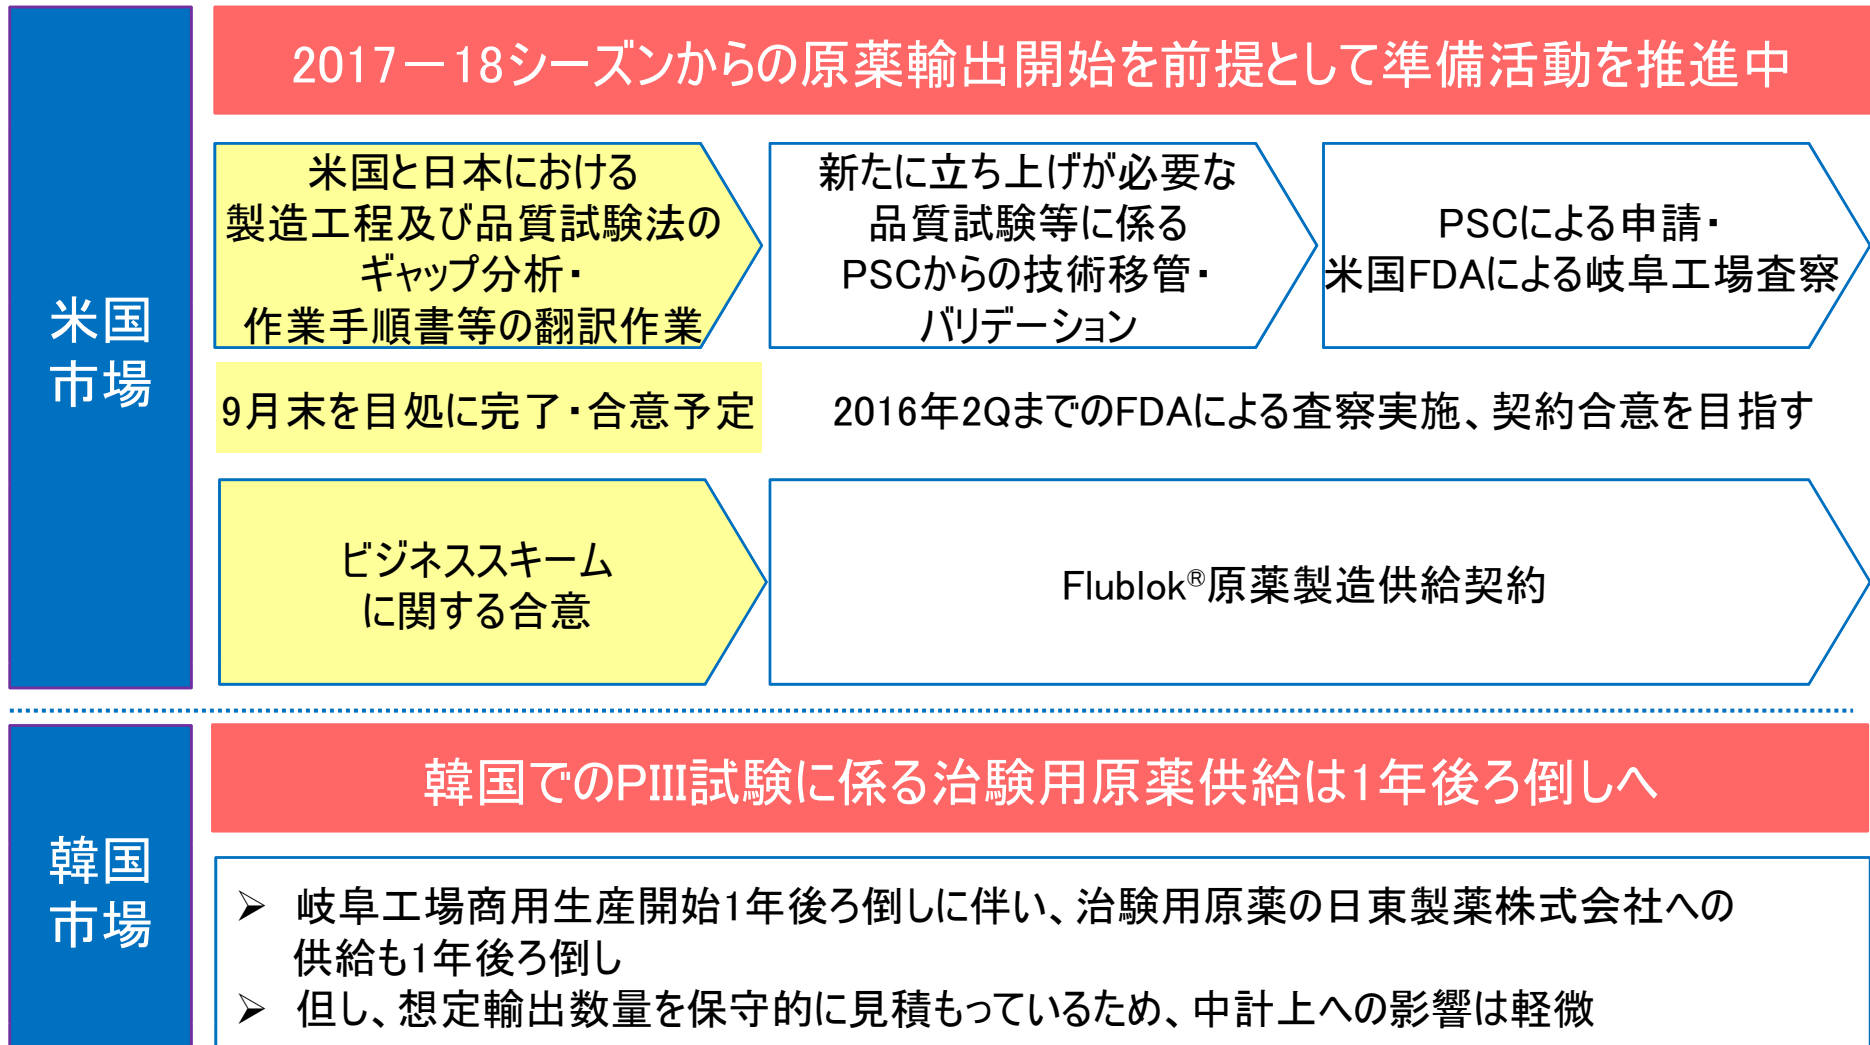 米国
市場
2017－18シーズンからの原薬輸出開始を前提として準備活動を推進中
米国と日本における
製造工程及び品質試験法の
ギャップ分析・
作業手順書等の翻訳作業
新たに立ち上げが必要な
品質試験等に係る
PSCからの技術移管・
バリデーション
PSCによる申請・
米国FDAによる岐阜工場査察
9月末を目処に完了・合意予定
2016年2QまでのFDAによる査察実施、契約合意を目指す
ビジネススキーム
に関する合意
Flublok®原薬製造供給契約
韓国
市場
韓国でのPIII試験に係る治験用原薬供給は1年後ろ倒しへ
➢ 岐阜工場商用生産開始1年後ろ倒しに伴い、治験用原薬の日東製薬株式会社への
供給も1年後ろ倒し
➢ 但し、想定輸出数量を保守的に見積もっているため、中計上への影響は軽微